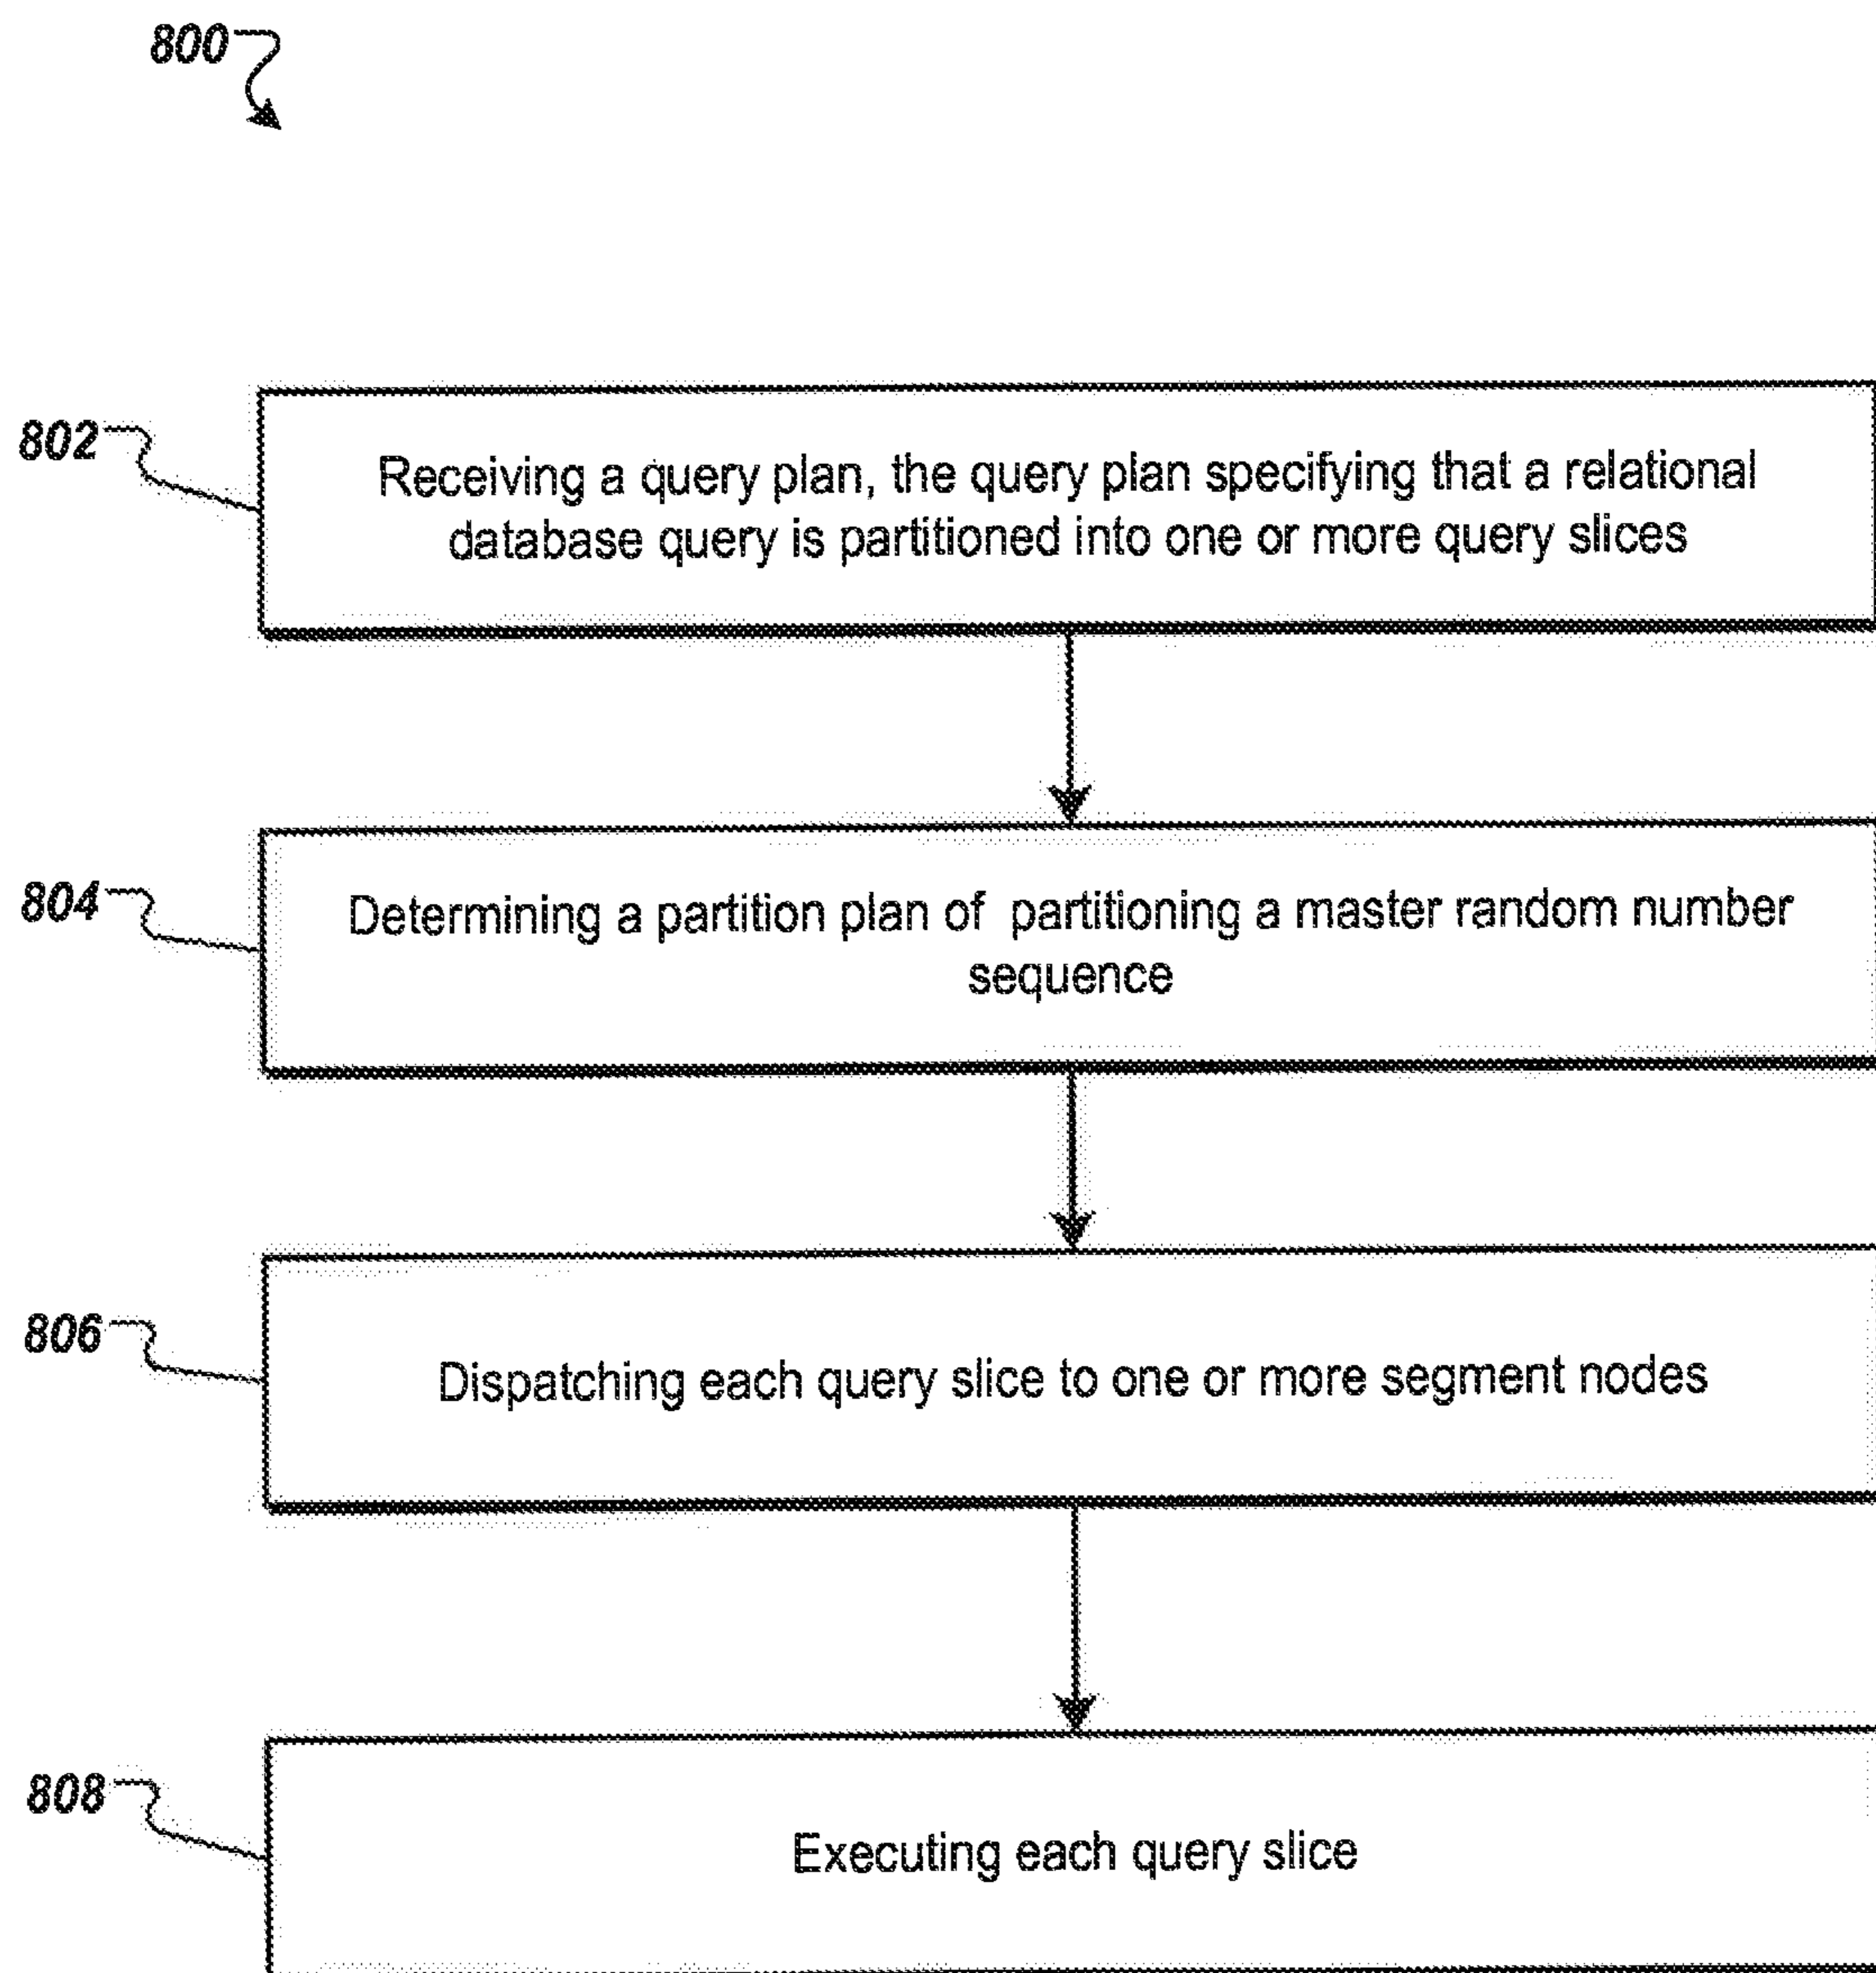 800
802
Receiving a query plan, the query plan specifying that a relational
database query is partitioned into one or more query slices
804
Determining a partition plan of partitioning a master random number
sequence
806
Dispatching each query slice to one or more segment nodes
808
Executing each query slice